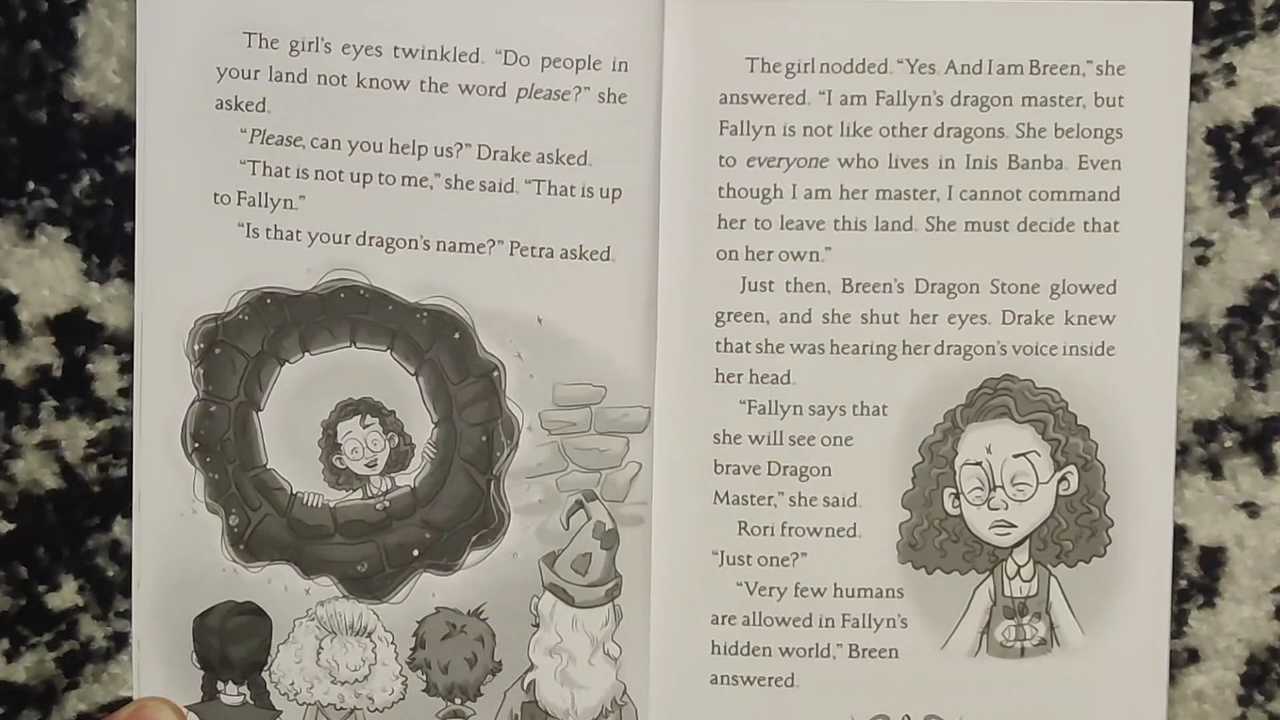 The girl's eyes twinkled. "Do people in
your land not know the word please?" she
asked.
"Please, can you help us?" Drake asked.
"That is not up to me," she said. "That is up
to Fallyn."
"Is that your dragon's name?" Petra asked.
The girl nodded. "Yes. And I am Breen," she
answered. "I am Fallyn's dragon master, but
Fallyn is not like other dragons. She belongs
to everyone who lives in Inis Banba. Even
though I am her master, I cannot command
her to leave this land. She must decide that
on her own."
Just then, Breen's Dragon Stone glowed
green, and she shut her eyes. Drake knew
that she was hearing her dragon's voice inside
her head.
"Fallyn says that
she will see one
brave Dragon
Master," she said.
Rori frowned.
"Just one?"
"Very few humans
are allowed in Fallyn's
hidden world," Breen
answered.